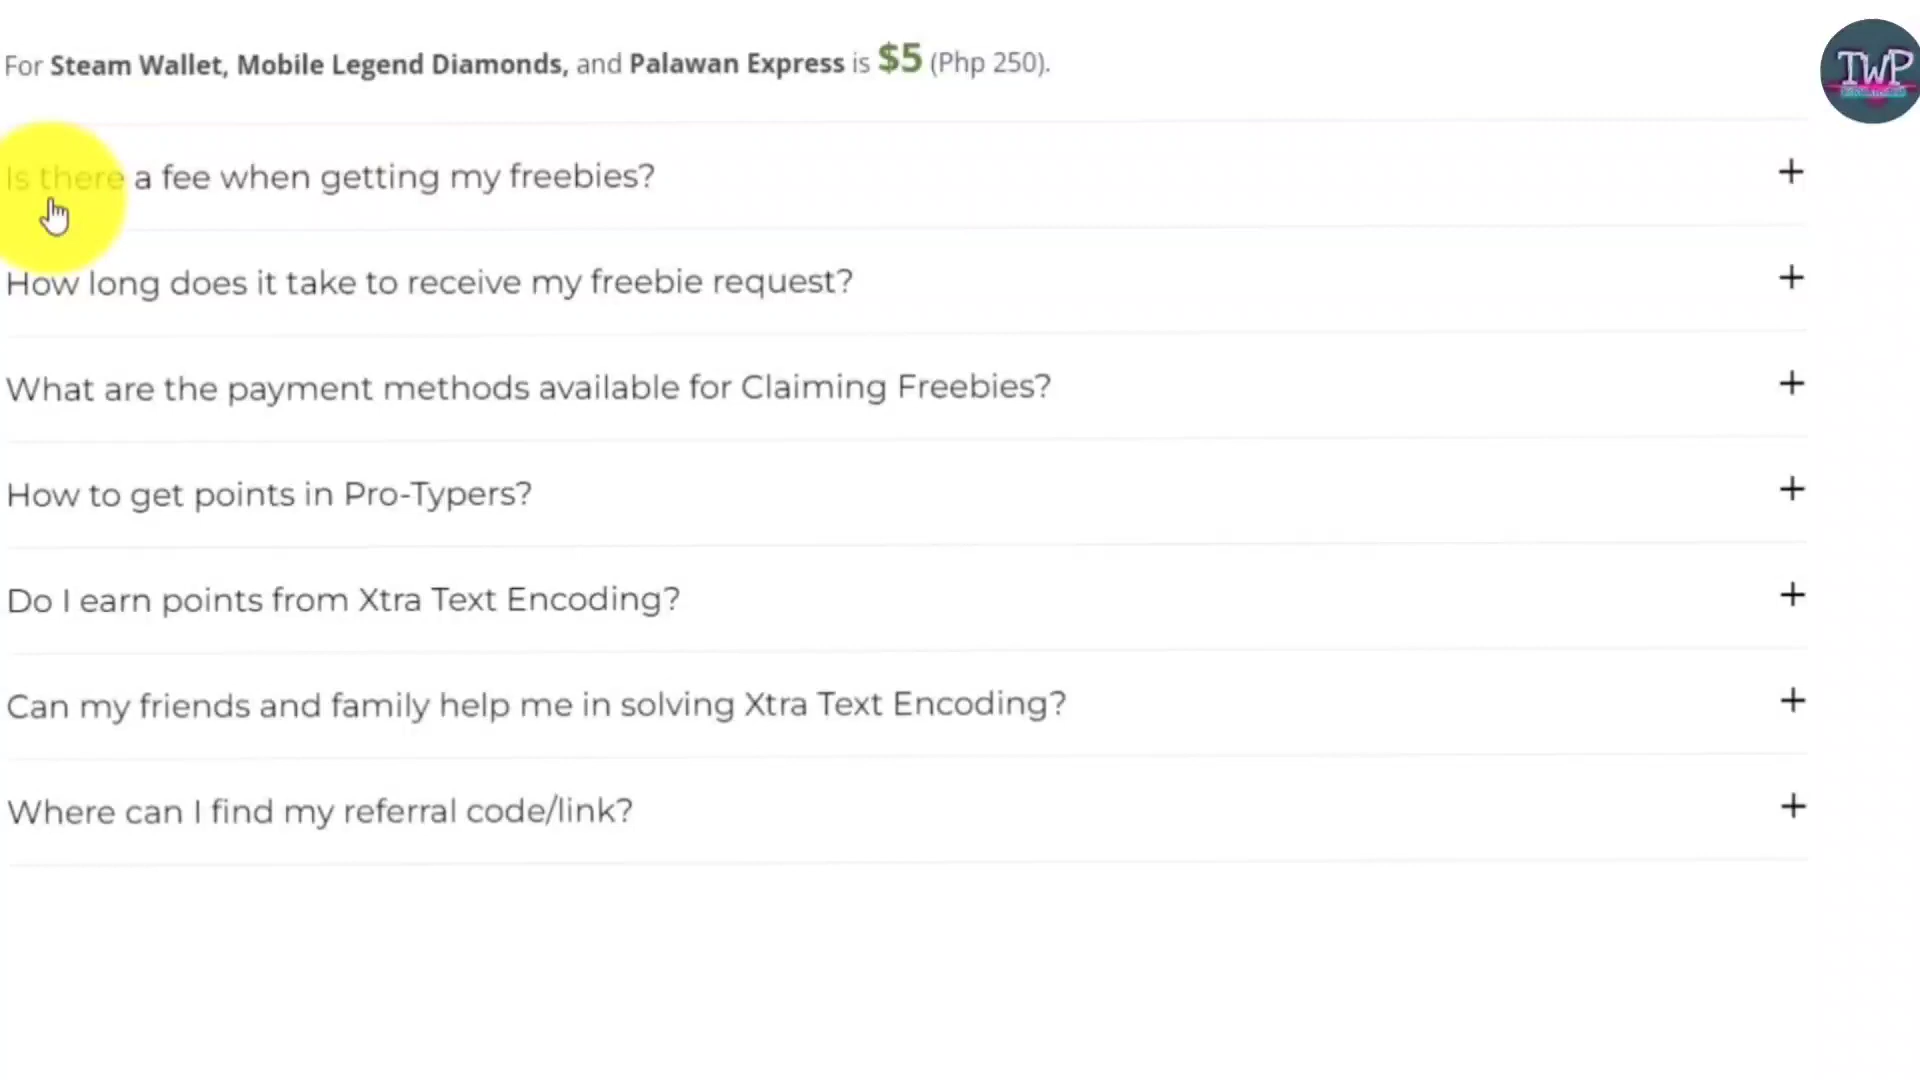 For Steam Wallet, Mobile Legend Diamonds, and Palawan Express is $5 (Php 250).
TWP
Is there a fee when getting my freebies?
How long does it take to receive my freebie request?
What are the payment methods available for Claiming Freebies?
How to get points in Pro-Typers?
Do I earn points from Xtra Text Encoding?
Can my friends and family help me in solving Xtra Text Encoding?
Where can I find my referral code/link?